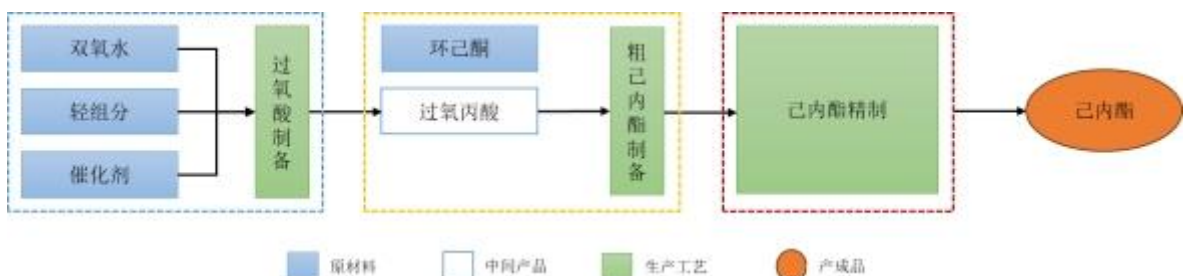 双氧水
轻组分
催化剂
过氧酸制备
环己酮
过氧丙酸
粗己内酯制备
己内酯精制
己内酯
原材料
中间产品
生产工艺
产成品